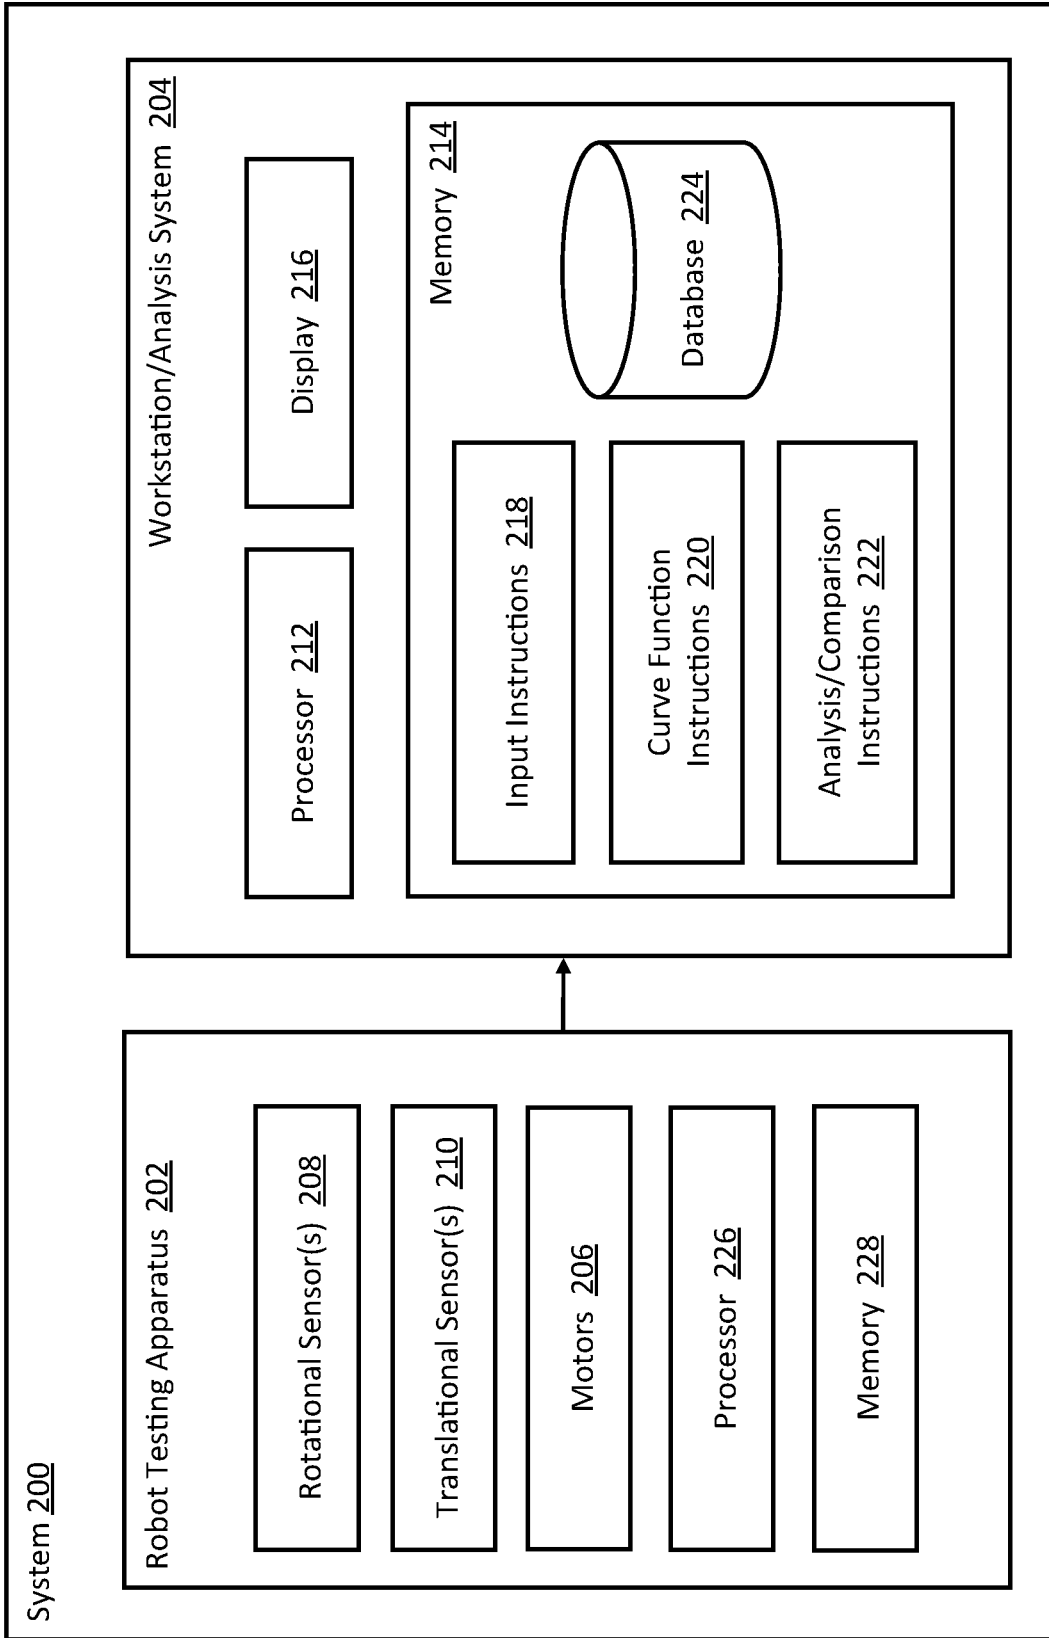 System 200
Robot Testing Apparatus 202
Rotational Sensor(s) 208
Translational Sensor(s) 210
Motors 206
Processor 226
Memory 228
Workstation/Analysis System 204
Processor 212
Display 216
Memory 214
Input Instructions 218
Curve Function
Instructions 220
Analysis/Comparison
Instructions 222
Database 224